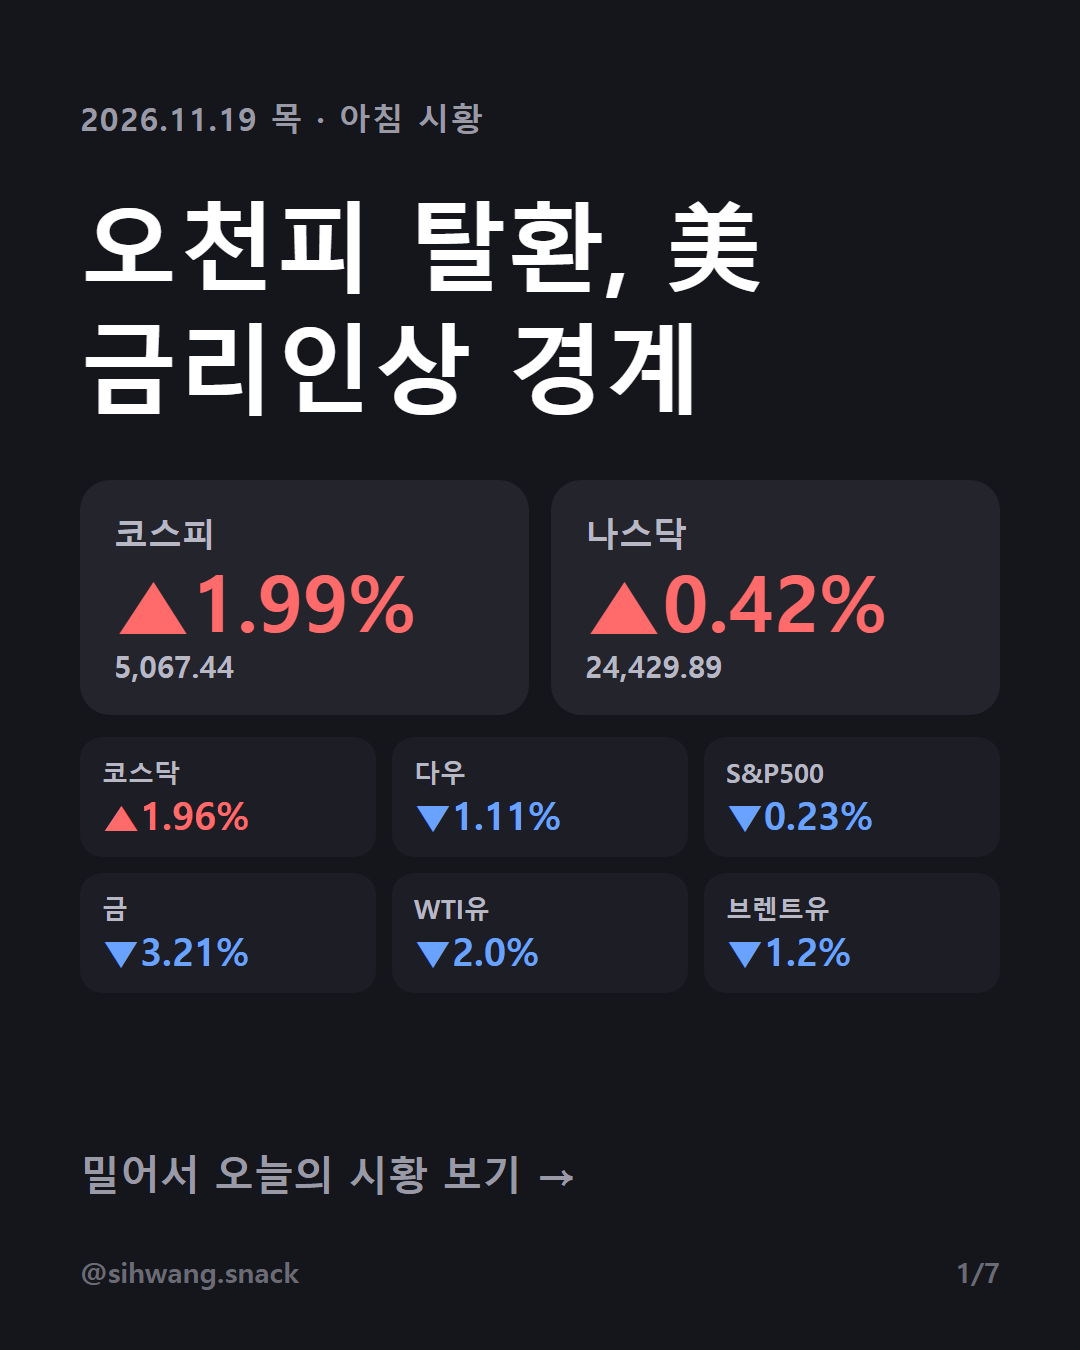 2026.11.19 목 · 아침 시황
오천피 탈환, 美
금리인상 경계
코스피
▲1.99%
5,067.44
나스닥
▲0.42%
24,429.89
코스닥
▲1.96%
다우
▼1.11%
S&P500
▼0.23%
금
▼3.21%
WTI유
▼2.0%
브렌트유
▼1.2%
밀어서 오늘의 시황 보기 →
@sihwang.snack
1/7